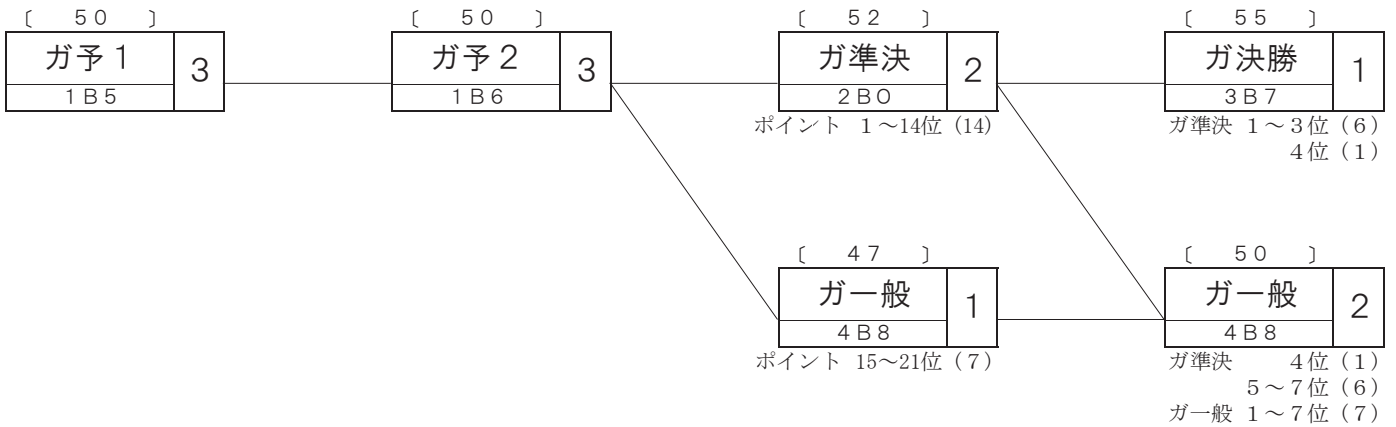 〔 50 〕
ガ予1 3
1B5
〔 50 〕
ガ予2 3
1B6
〔 52 〕
ガ準決 2
2B0
ポイント 1～14位 (14)
〔 55 〕
ガ決勝 1
3B7
ガ準決 1～3位 (6)
4位 (1)
〔 47 〕
ガ一般 1
4B8
ポイント 15～21位 (7)
〔 50 〕
ガ一般 2
4B8
ガ準決 4位 (1)
5～7位 (6)
ガ一般 1～7位 (7)